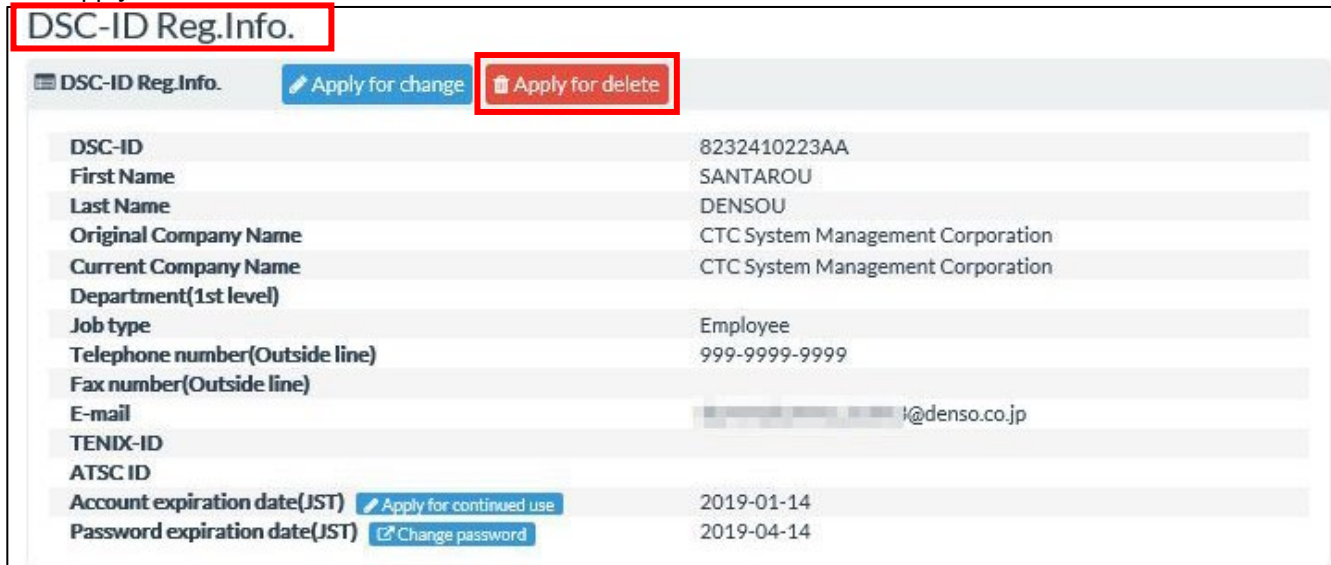 DSC-ID Reg.Info.
DSC-ID Reg.Info. Apply for change Apply for delete
DSC-ID 8232410223AA
First Name SANTAROU
Last Name DENSOU
Original Company Name CTC System Management Corporation
Current Company Name CTC System Management Corporation
Department(1st level)
Job type Employee
Telephone number(Outside line) 999-9999-9999
Fax number(Outside line)
E-mail @denso.co.jp
TENIX-ID
ATSC ID
Account expiration date(JST) Apply for continued use 2019-01-14
Password expiration date(JST) Change password 2019-04-14